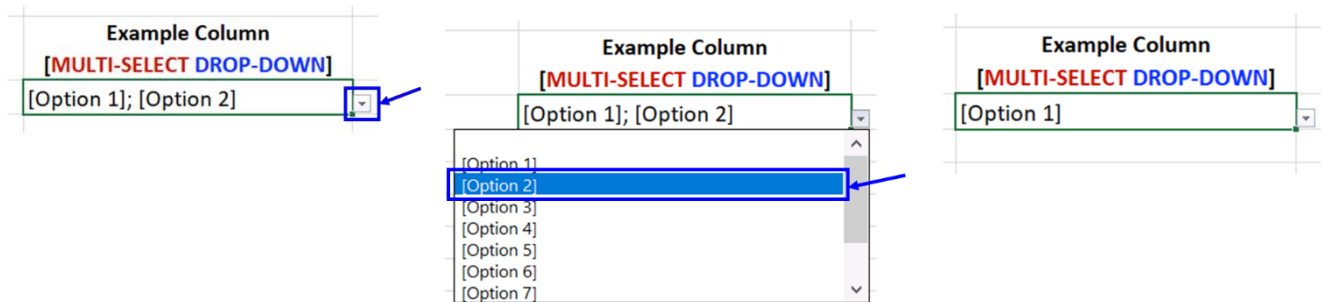 Example Column
[MULTI-SELECT DROP-DOWN]
[Option 1]; [Option 2]
Example Column
[MULTI-SELECT DROP-DOWN]
[Option 1]; [Option 2]
[Option 1]
[Option 2]
[Option 3]
[Option 4]
[Option 5]
[Option 6]
[Option 7]
Example Column
[MULTI-SELECT DROP-DOWN]
[Option 1]